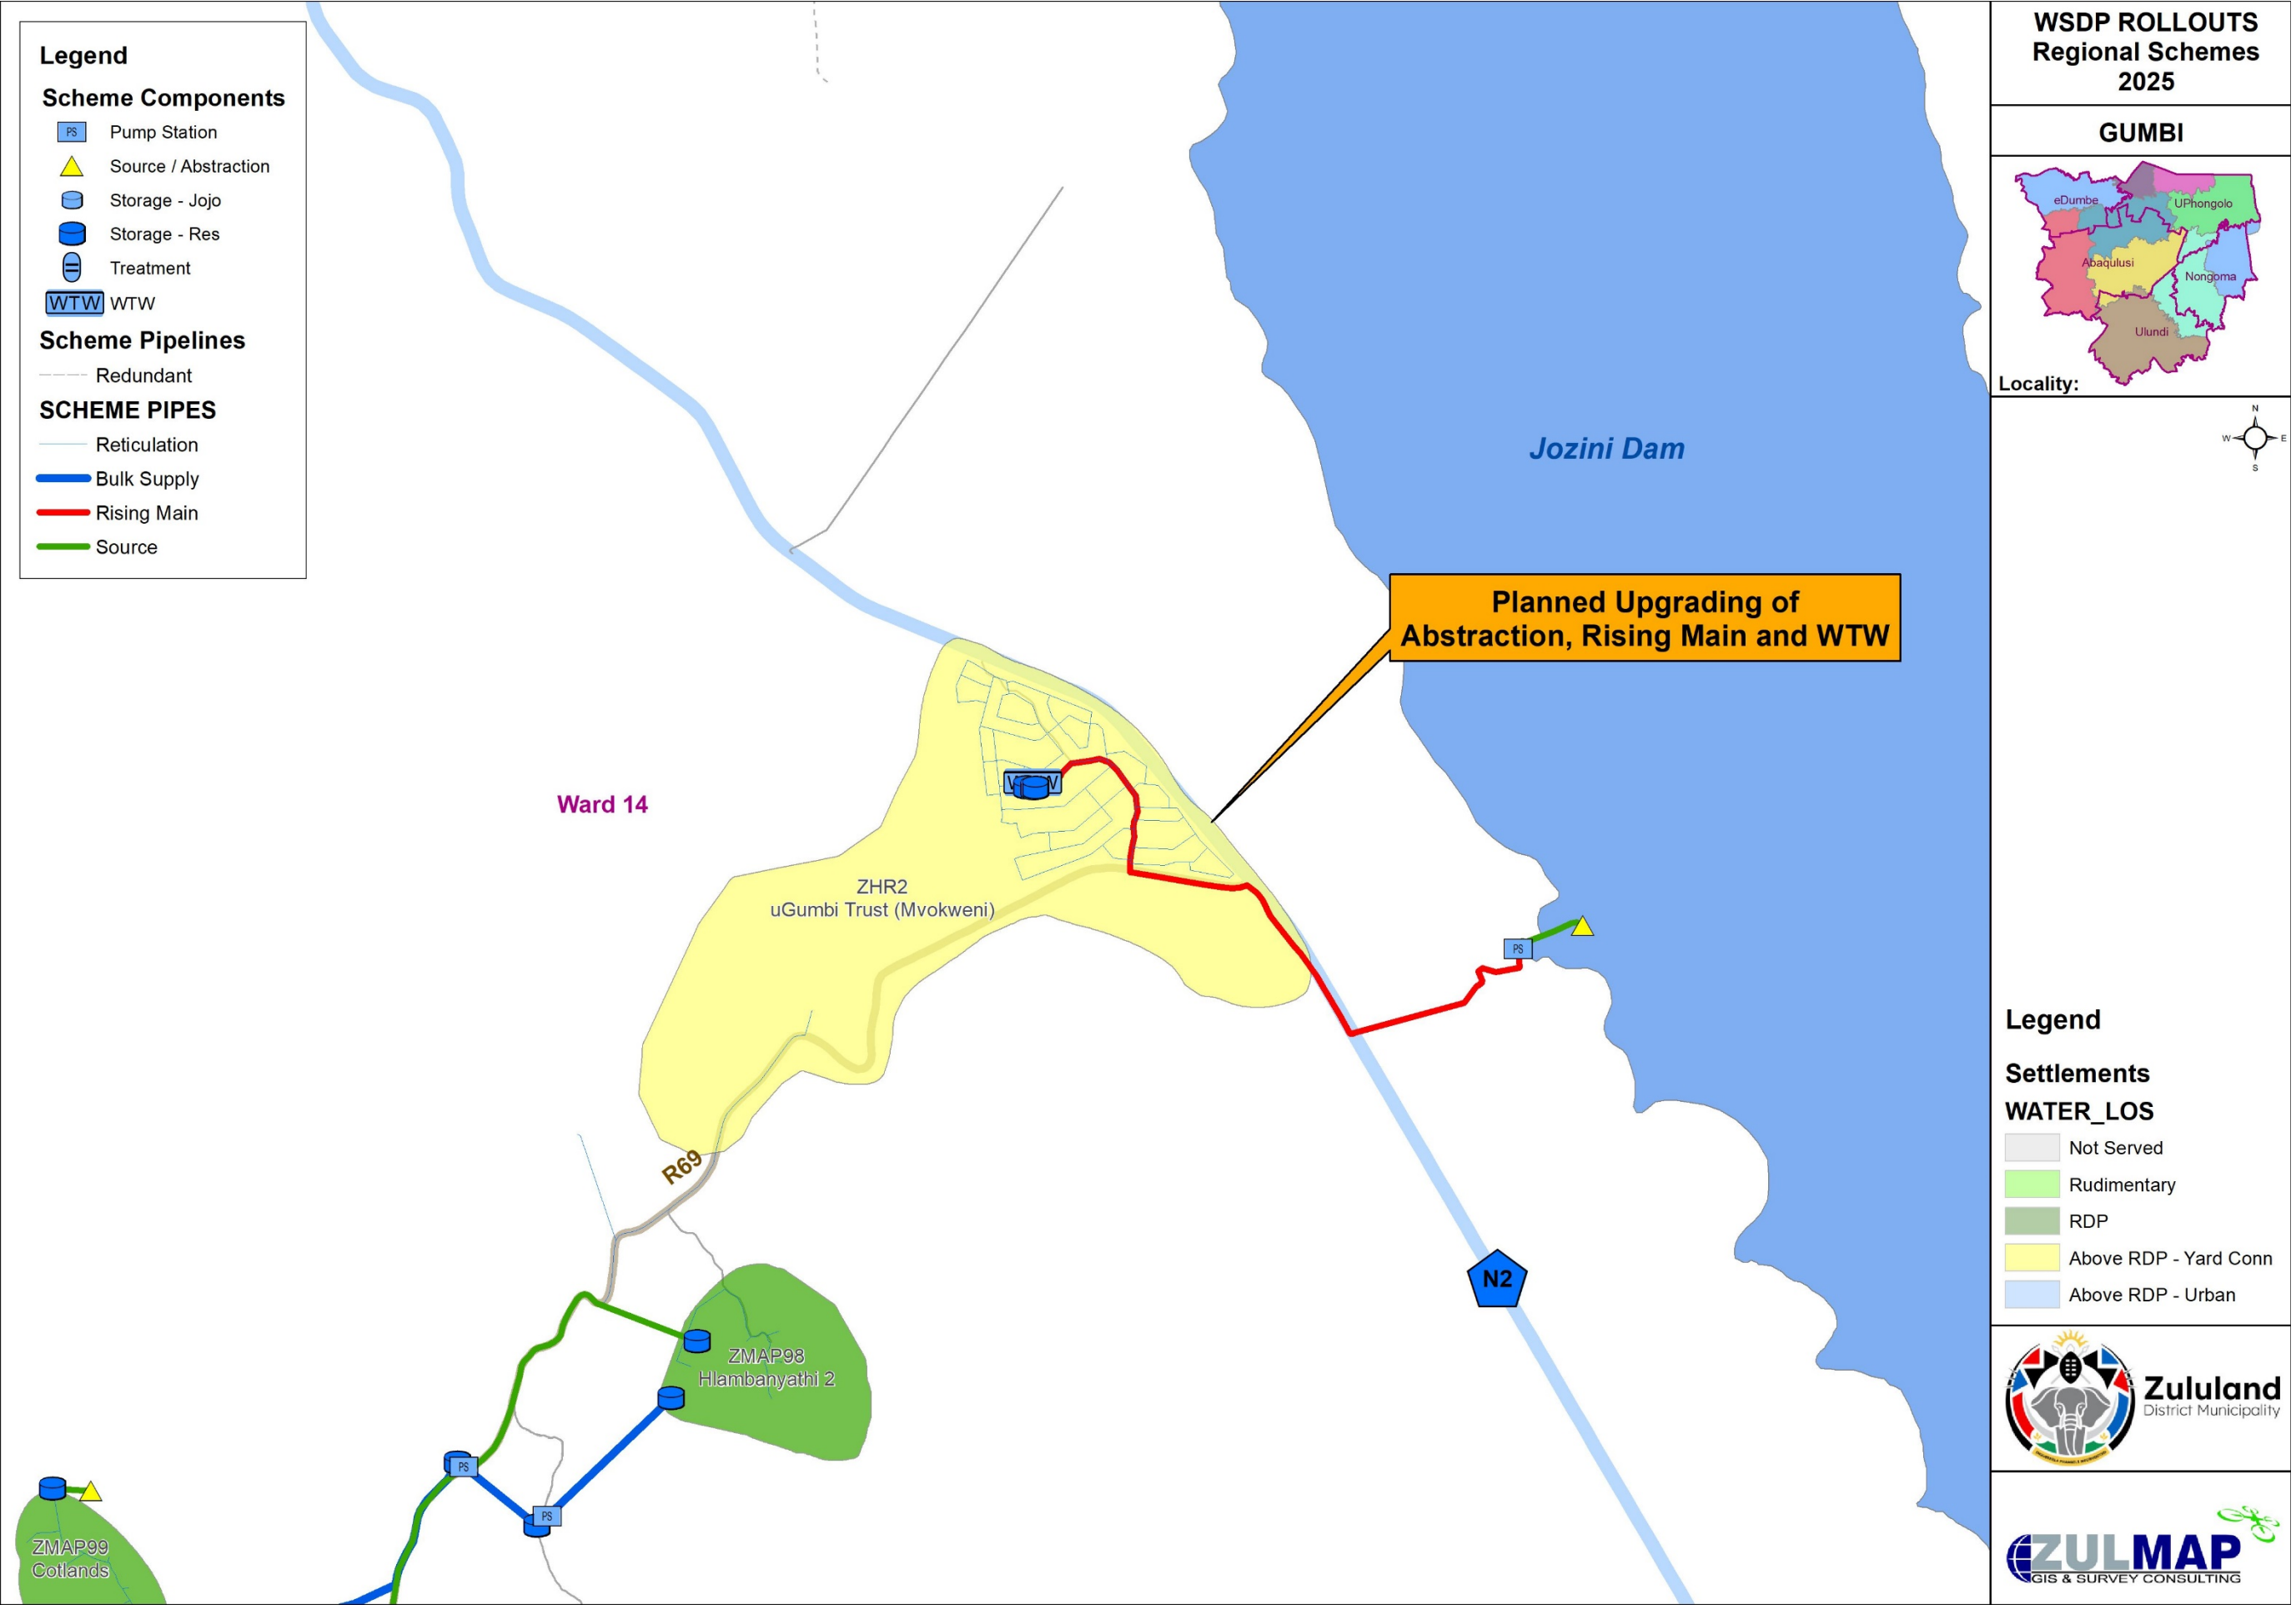 Legend
Scheme Components
PS Pump Station
Source / Abstraction
Storage - Jojo
Storage - Res
Treatment
WTW WTW
Scheme Pipelines
Redundant
SCHEME PIPES
Reticulation
Bulk Supply
Rising Main
Source
Jozini Dam
Planned Upgrading of
Abstraction, Rising Main and WTW
Ward 14
ZHR2
uGumbi Trust (Mvokweni)
PS
R69
N2
ZMAP98
Hlambanyathi 2
PS
PS
ZMAP99
Cotlands
WSDP ROLLOUTS
Regional Schemes
2025
GUMBI
eDumbe
UPhongolo
Abaqulusi
Nongoma
Ulundi
Locality:
N
W E
S
Legend
Settlements
WATER_LOS
Not Served
Rudimentary
RDP
Above RDP - Yard Conn
Above RDP - Urban
Zululand
District Municipality
ZULMAP
GIS & SURVEY CONSULTING